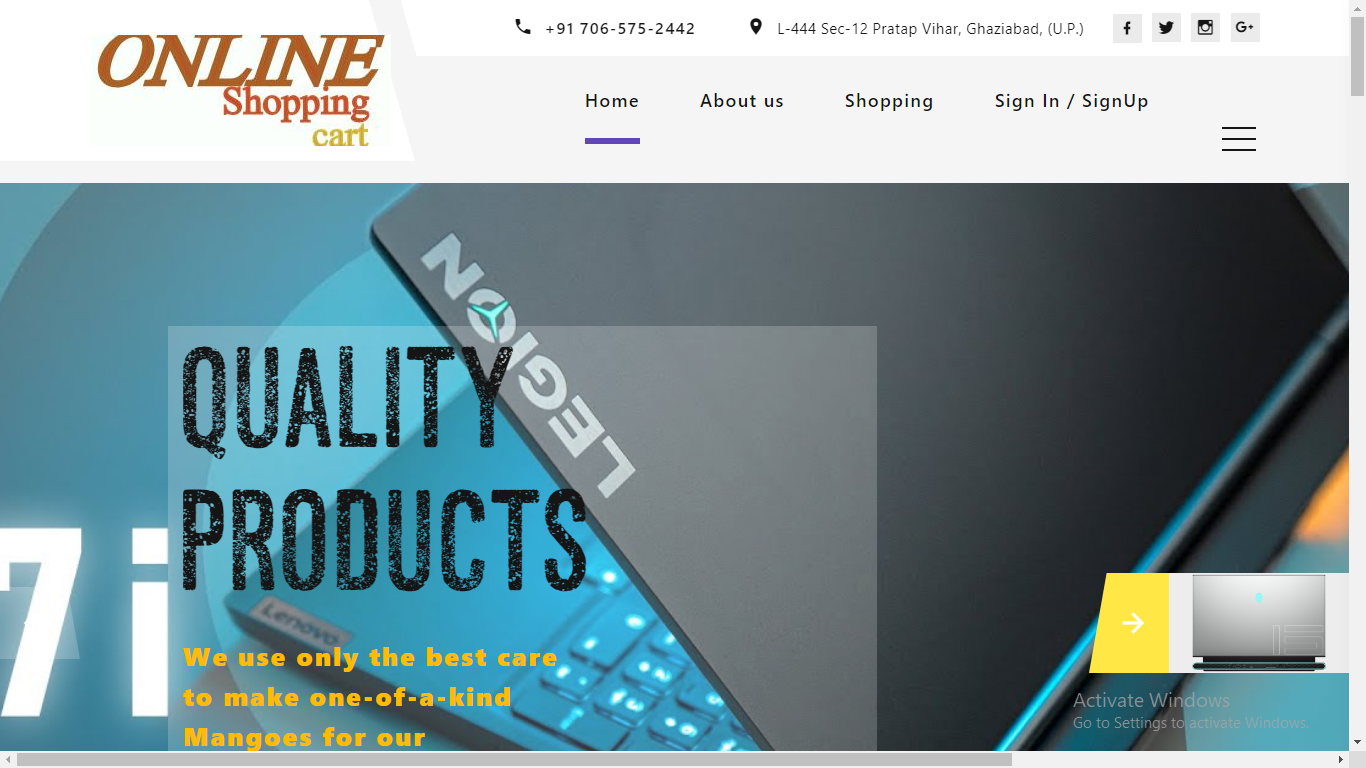 ONLINE
Shopping
cart
+91 706-575-2442
L-444 Sec-12 Pratap Vihar, Ghaziabad, (U.P.)
Home
About us
Shopping
Sign In / SignUp
LEGION
QUALITY
PRODUCTS
7i
Lenovo
We use only the best care
to make one-of-a-kind
Mangoes for our
Activate Windows
Go to Settings to activate Windows.